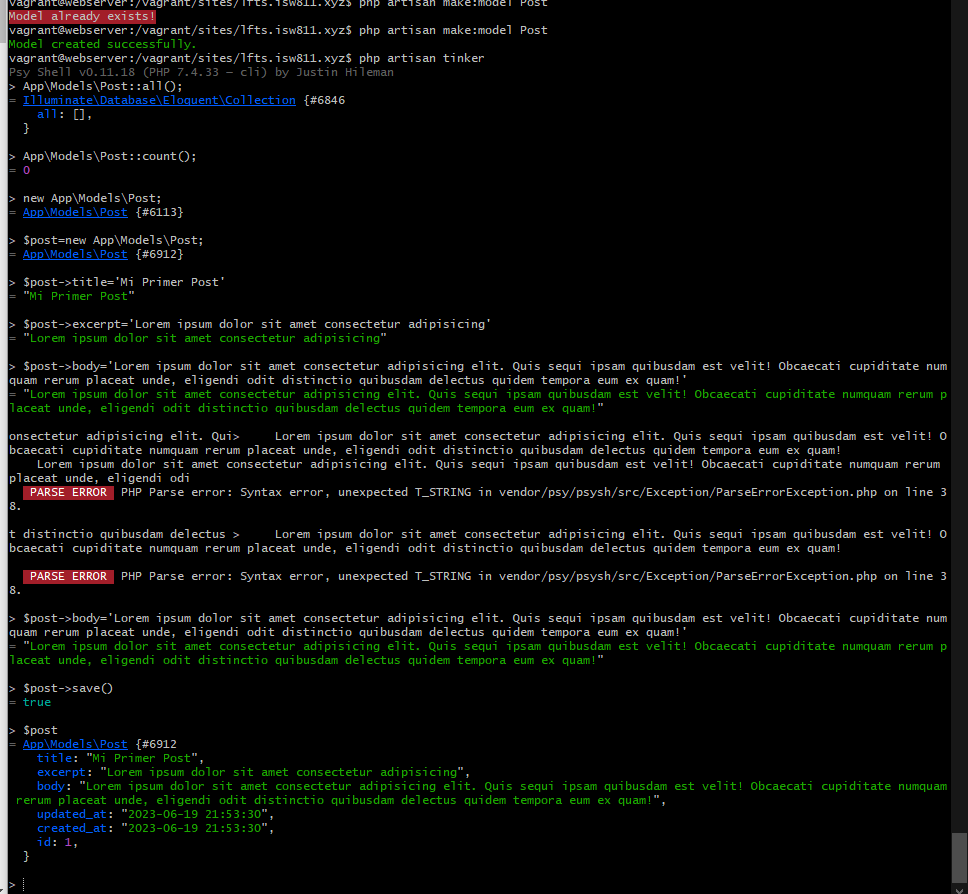 vagrant@webserver:/vagrant/sites/lfts.isw811.xyz$ php artisan make:model Post
Model already exists!
vagrant@webserver:/vagrant/sites/lfts.isw811.xyz$ php artisan make:model Post
Model created successfully.
vagrant@webserver:/vagrant/sites/lfts.isw811.xyz$ php artisan tinker
Psy Shell v0.11.18 (PHP 7.4.33 — cli) by Justin Hileman
> App\Models\Post::all();
= Illuminate\Database\Eloquent\Collection {#6846
    all: [],
  }
> App\Models\Post::count();
= 0
> new App\Models\Post;
= App\Models\Post {#6113}
> $post=new App\Models\Post;
= App\Models\Post {#6912}
> $post->title='Mi Primer Post'
= "Mi Primer Post"
> $post->excerpt='Lorem ipsum dolor sit amet consectetur adipisicing'
= "Lorem ipsum dolor sit amet consectetur adipisicing"
> $post->body='Lorem ipsum dolor sit amet consectetur adipisicing elit. Quis sequi ipsam quibusdam est velit! Obcaecati cupiditate num
quam rerum placeat unde, eligendi odit distinctio quibusdam delectus quidem tempora eum ex quam!'
= "Lorem ipsum dolor sit amet consectetur adipisicing elit. Quis sequi ipsam quibusdam est velit! Obcaecati cupiditate numquam rerum p
laceat unde, eligendi odit distinctio quibusdam delectus quidem tempora eum ex quam!"
onsectetur adipisicing elit. Qui>     Lorem ipsum dolor sit amet consectetur adipisicing elit. Quis sequi ipsam quibusdam est velit! O
bcaecati cupiditate numquam rerum placeat unde, eligendi odit distinctio quibusdam delectus quidem tempora eum ex quam!
    Lorem ipsum dolor sit amet consectetur adipisicing elit. Quis sequi ipsam quibusdam est velit! Obcaecati cupiditate numquam rerum
placeat unde, eligendi odi
   PARSE ERROR  PHP Parse error: Syntax error, unexpected T_STRING in vendor/psy/psysh/src/Exception/ParseErrorException.php on line 3
8.
t distinctio quibusdam delectus >     Lorem ipsum dolor sit amet consectetur adipisicing elit. Quis sequi ipsam quibusdam est velit! O
bcaecati cupiditate numquam rerum placeat unde, eligendi odit distinctio quibusdam delectus quidem tempora eum ex quam!
   PARSE ERROR  PHP Parse error: Syntax error, unexpected T_STRING in vendor/psy/psysh/src/Exception/ParseErrorException.php on line 3
8.
> $post->body='Lorem ipsum dolor sit amet consectetur adipisicing elit. Quis sequi ipsam quibusdam est velit! Obcaecati cupiditate num
quam rerum placeat unde, eligendi odit distinctio quibusdam delectus quidem tempora eum ex quam!'
= "Lorem ipsum dolor sit amet consectetur adipisicing elit. Quis sequi ipsam quibusdam est velit! Obcaecati cupiditate numquam rerum p
laceat unde, eligendi odit distinctio quibusdam delectus quidem tempora eum ex quam!"
> $post->save()
= true
> $post
= App\Models\Post {#6912
    title: "Mi Primer Post",
    excerpt: "Lorem ipsum dolor sit amet consectetur adipisicing",
    body: "Lorem ipsum dolor sit amet consectetur adipisicing elit. Quis sequi ipsam quibusdam est velit! Obcaecati cupiditate numquam
 rerum placeat unde, eligendi odit distinctio quibusdam delectus quidem tempora eum ex quam!",
    updated_at: "2023-06-19 21:53:30",
    created_at: "2023-06-19 21:53:30",
    id: 1,
  }
>